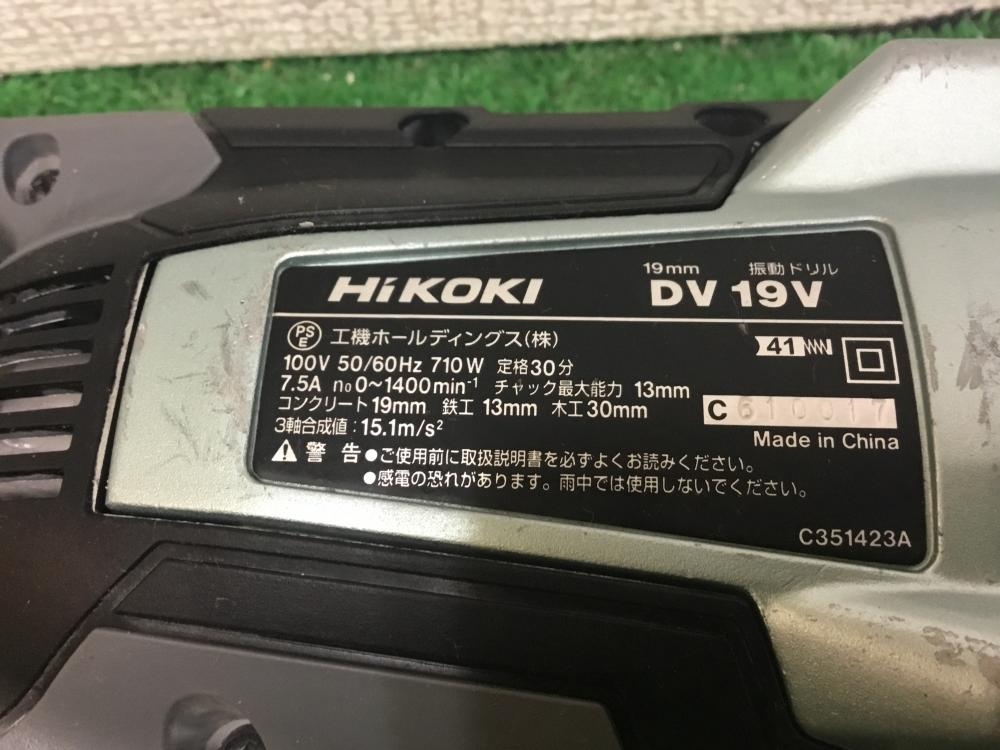 HiKOKI
19mm 振動ドリル
DV 19V
PS E 工機ホールディングス(株)
100V 50/60Hz 710W 定格30分
7.5A n₀0~1400min⁻¹ チャック最大能力 13mm
コンクリート19mm 鉄工 13mm 木工30mm
3軸合成値:15.1m/s²
41
C 610017
Made in China
警告 ●ご使用前に取扱説明書を必ずよくお読みください。
●感電の恐れがあります。雨中では使用しないでください。
C351423A